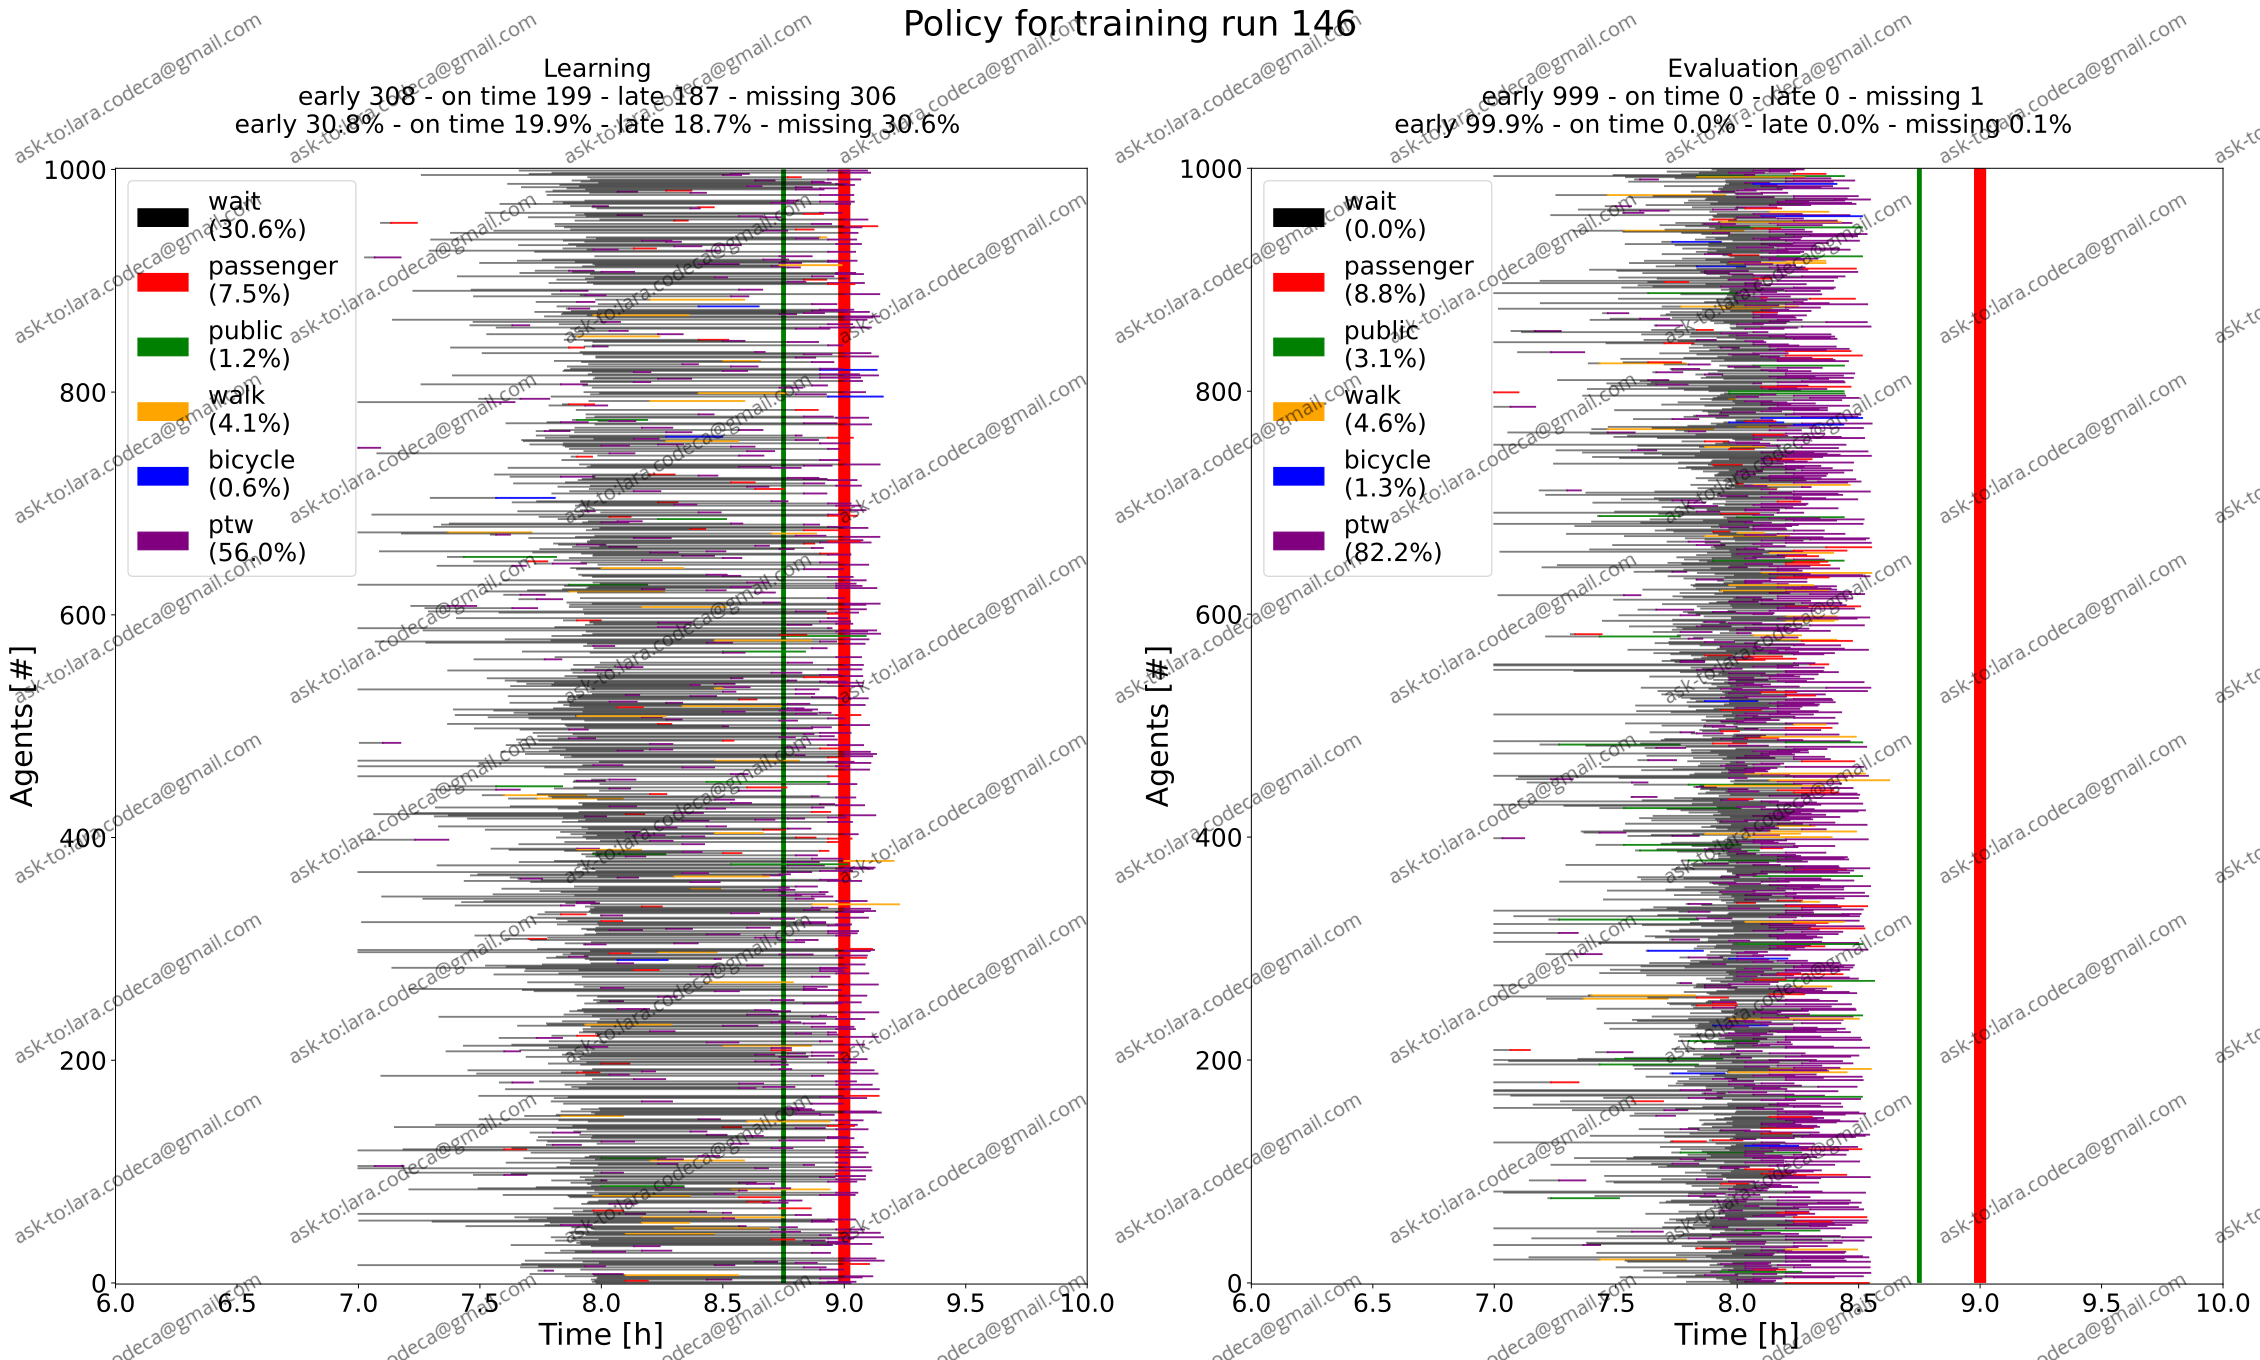 Policy for training run 146
Learning
early 308 - on time 199 - late 187 - missing 306
early 30.8% - on time 19.9% - late 18.7% - missing 30.6%
1000
800
600
400
200
0
Agents [#]
wait
(30.6%)
passenger
(7.5%)
public
(1.2%)
walk
(4.1%)
bicycle
(0.6%)
ptw
(56.0%)
6.0 6.5 7.0 7.5 8.0 8.5 9.0 9.5 10.0
Time [h]
Evaluation
early 999 - on time 0 - late 0 - missing 1
early 99.9% - on time 0.0% - late 0.0% - missing 0.1%
1000
800
600
400
200
0
Agents [#]
wait
(0.0%)
passenger
(8.8%)
public
(3.1%)
walk
(4.6%)
bicycle
(1.3%)
ptw
(82.2%)
6.0 6.5 7.0 7.5 8.0 8.5 9.0 9.5 10.0
Time [h]
ask-to:lara.codeca@gmail.com